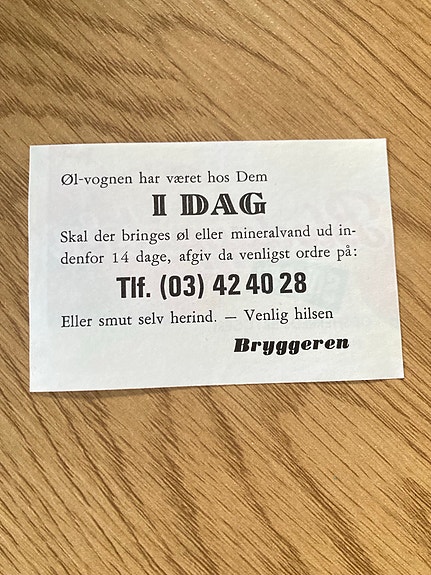 Øl-vognen har været hos Dem
I DAG
Skal der bringes øl eller mineralvand ud in-
denfor 14 dage, afgiv da venligst ordre på:
Tlf. (03) 42 40 28
Eller smut selv herind. — Venlig hilsen
Bryggeren